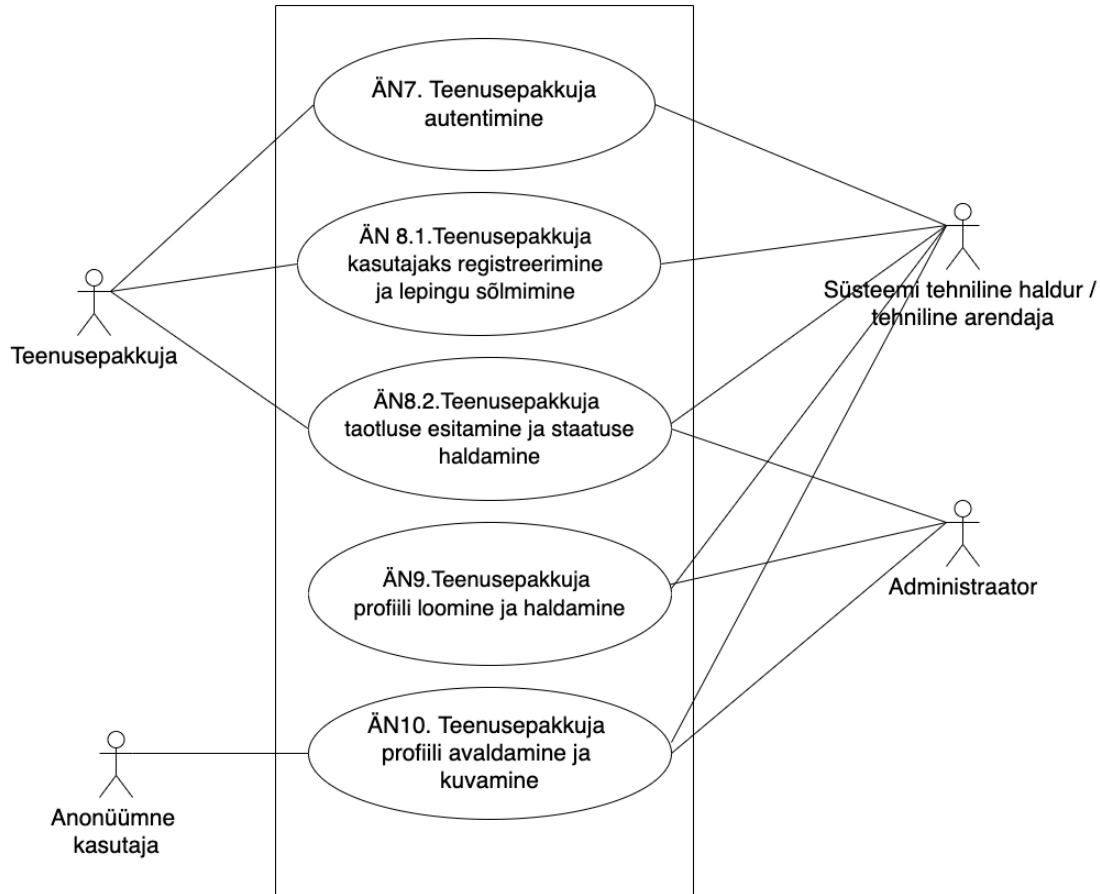 ÄN7. Teenusepakkuja
autentimine
ÄN 8.1.Teenusepakkuja
kasutajaks registreerimine
ja lepingu sõlmimine
Teenusepakkuja
Süsteemi tehniline haldur /
tehniline arendaja
ÄN8.2.Teenusepakkuja
taotluse esitamine ja staatuse
haldamine
ÄN9.Teenusepakkuja
profiili loomine ja haldamine
Administraator
ÄN10. Teenusepakkuja
profiili avaldamine ja
kuvamine
Anonüümne
kasutaja